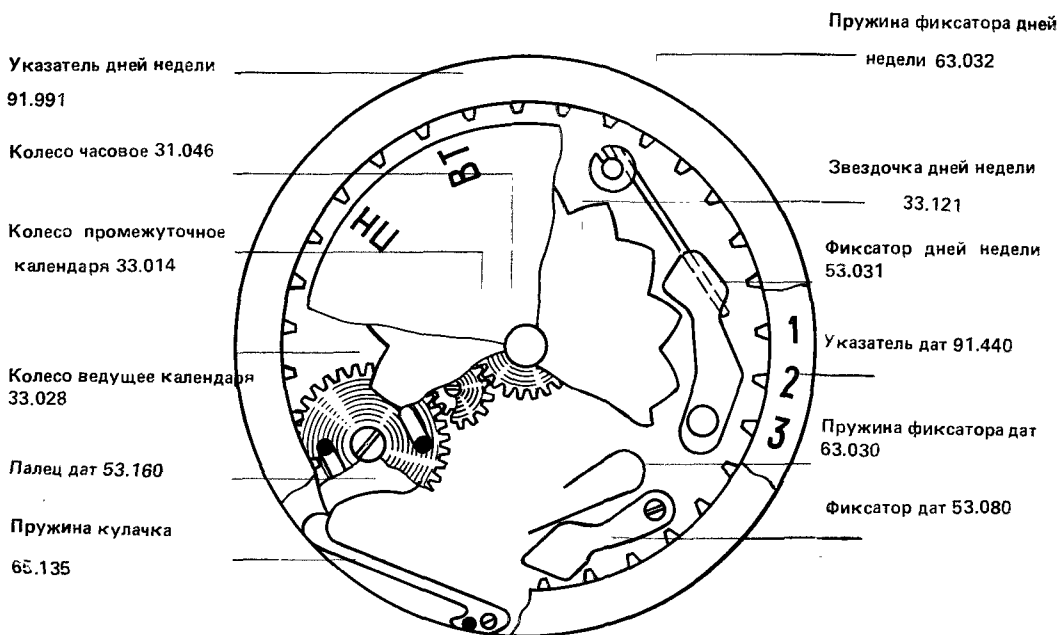 Указатель дней недели
91.991
Колесо часовое 31.046
Колесо промежуточное
календаря 33.014
Колесо ведущее календаря
33.028
Палец дат 53.160
Пружина кулачка
65.135
ВТ
НП
1
2
3
Пружина фиксатора дней
недели 63.032
Звездочка дней недели
33.121
Фиксатор дней недели
53.031
Указатель дат 91.440
Пружина фиксатора дат
63.030
Фиксатор дат 53.080